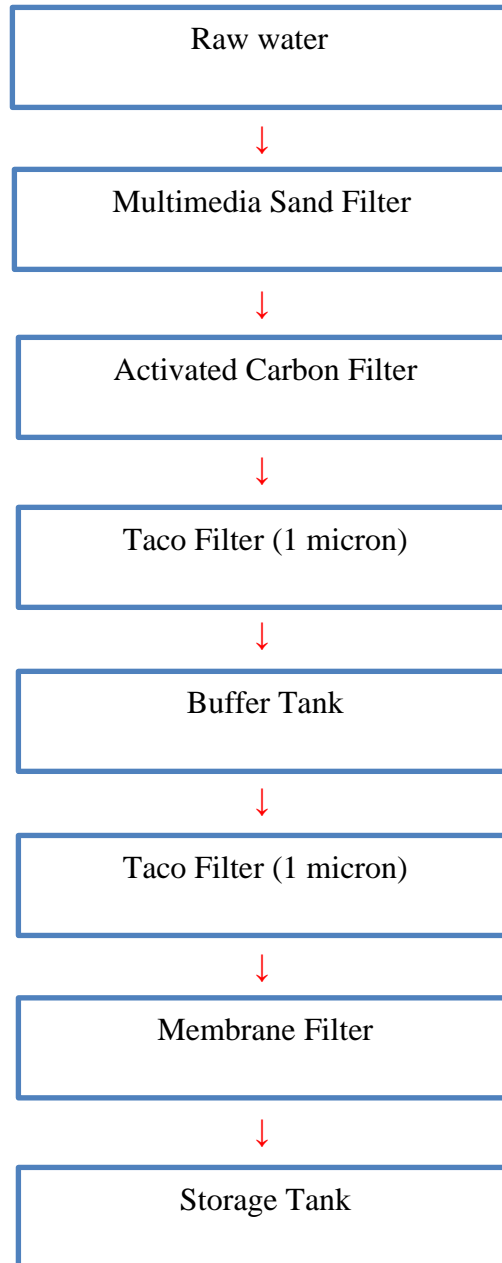 Raw water
↓
Multimedia Sand Filter
↓
Activated Carbon Filter
↓
Taco Filter (1 micron)
↓
Buffer Tank
↓
Taco Filter (1 micron)
↓
Membrane Filter
↓
Storage Tank